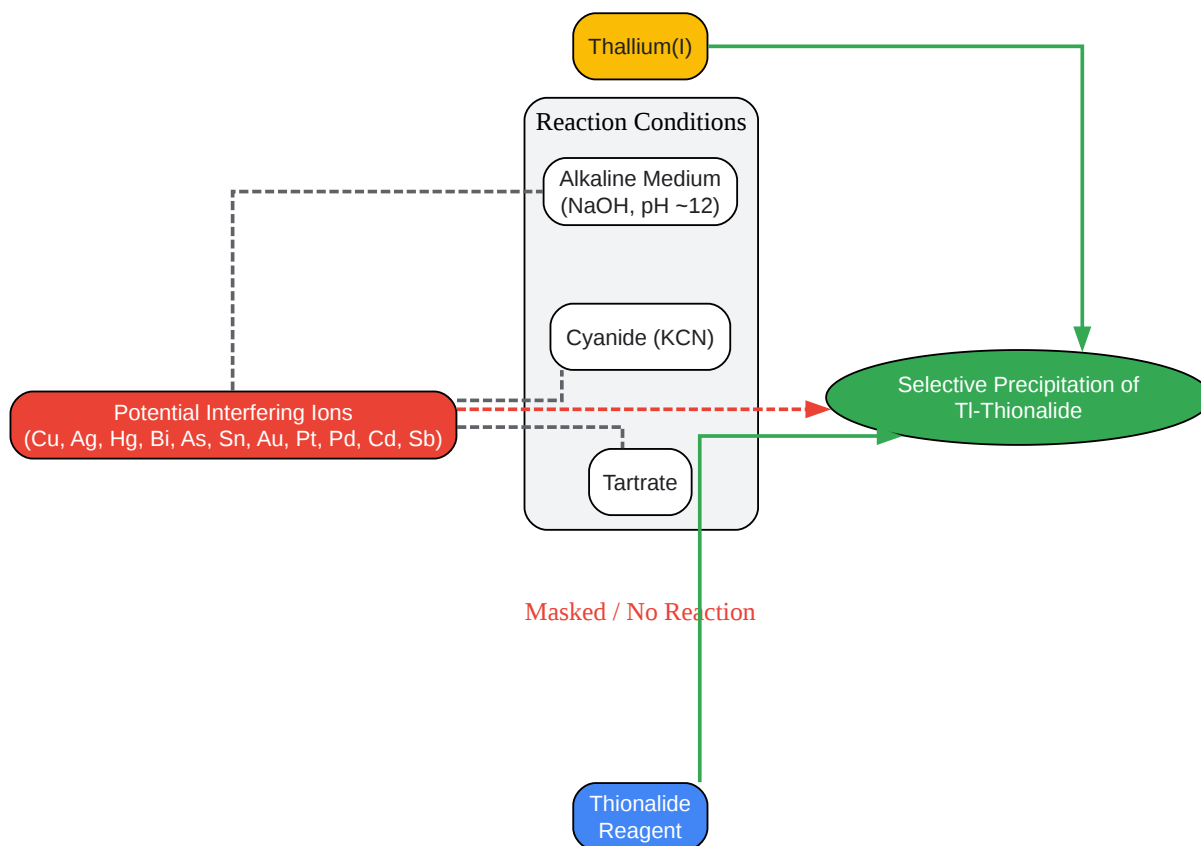 Thallium(I)
Reaction Conditions
Alkaline Medium
(NaOH, pH ~12)
Cyanide (KCN)
Potential Interfering Ions
(Cu, Ag, Hg, Bi, As, Sn, Au, Pt, Pd, Cd, Sb)
Selective Precipitation of
Tl-Thionalide
Tartrate
Masked / No Reaction
Thionalide
Reagent